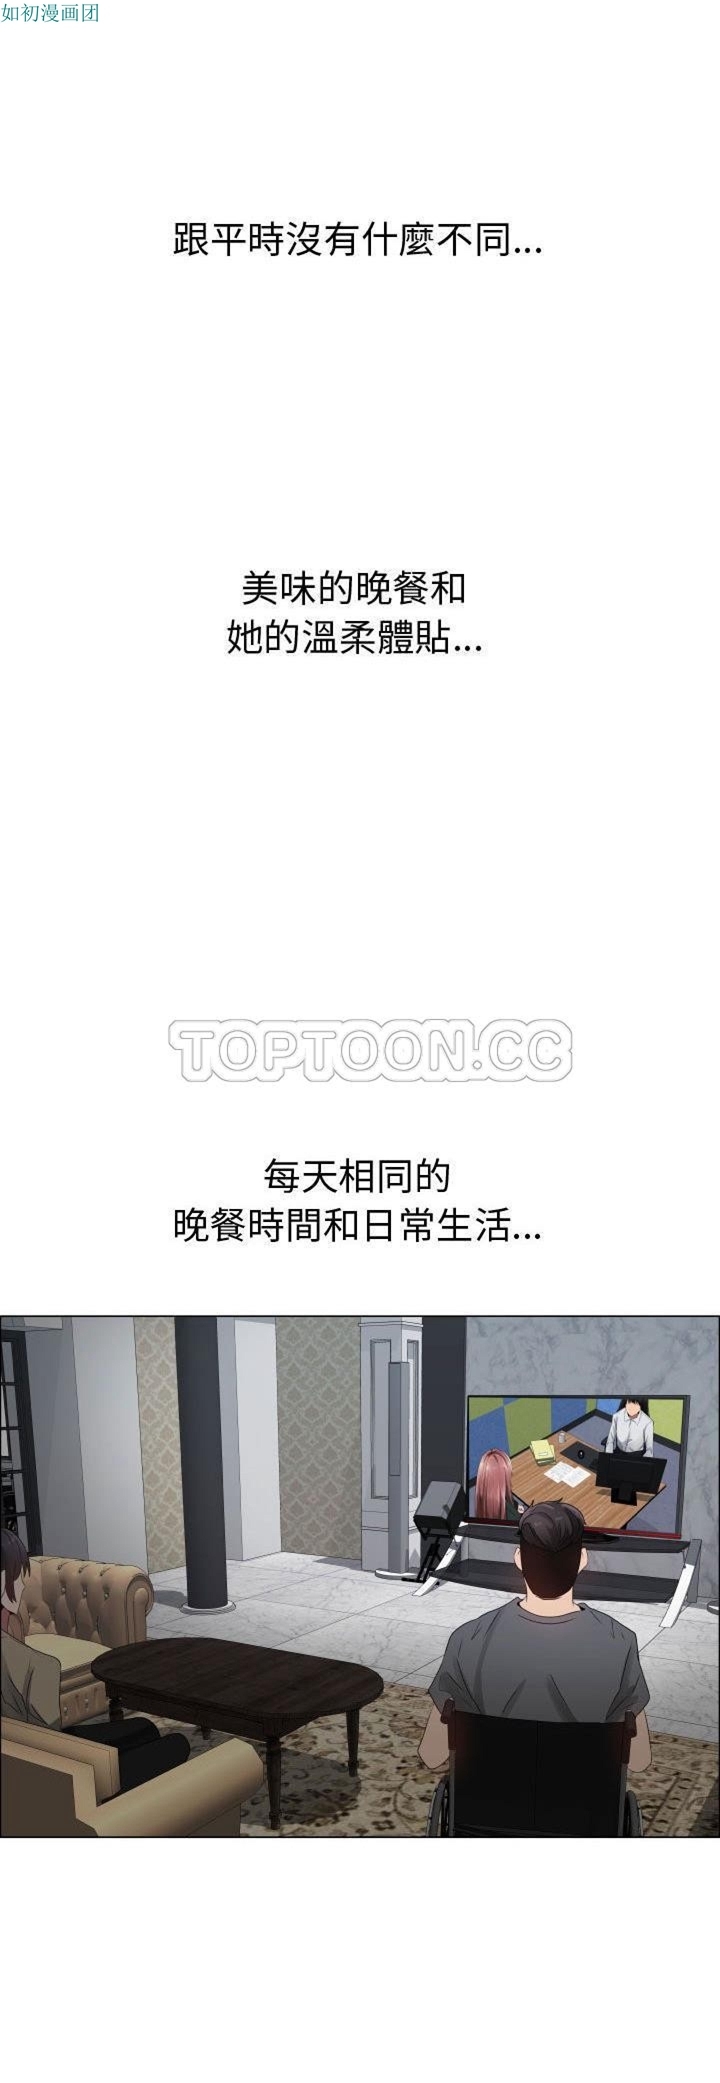 如初漫画团
跟平時沒有什麼不同...
美味的晚餐和
她的溫柔體貼...
TOPTOON.CC
每天相同的
晚餐時間和日常生活...